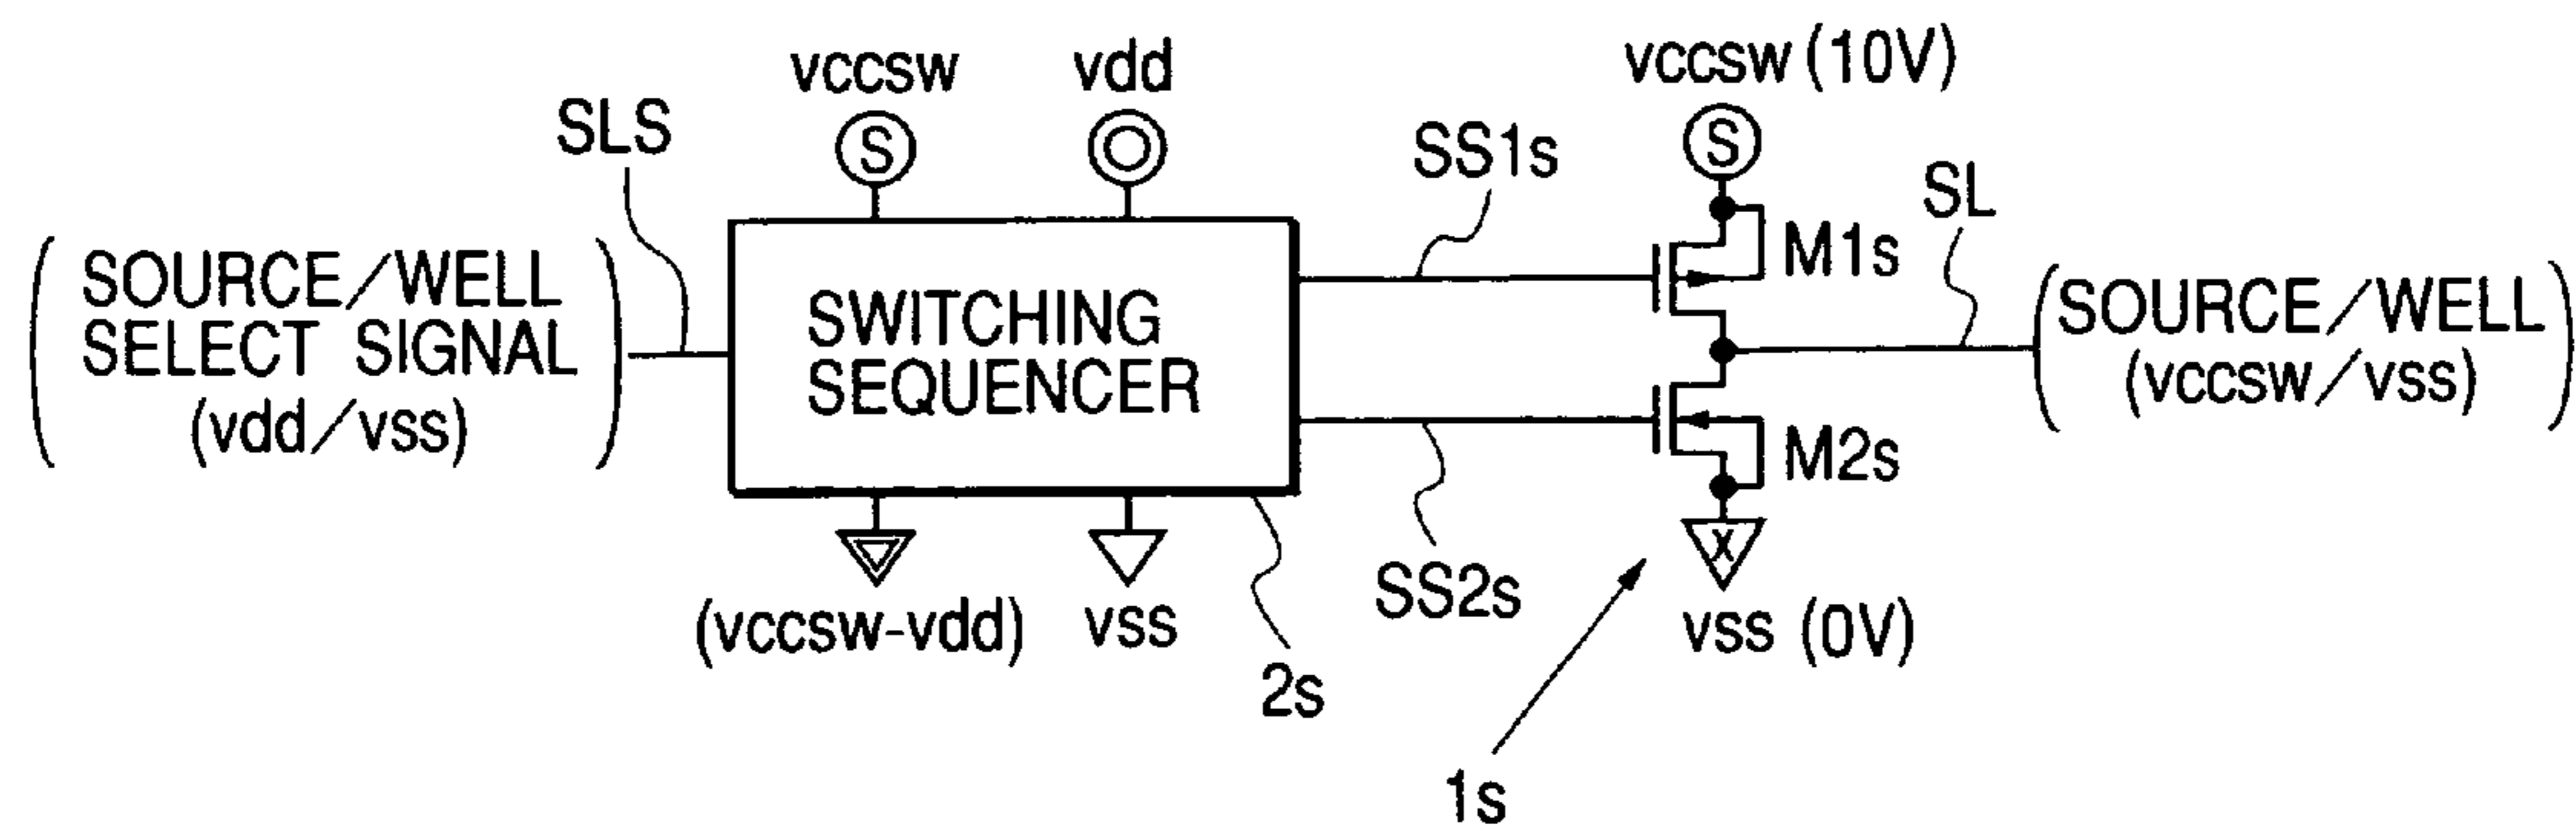 SLS
vccsw
vdd
SS1s
vccsw (10V)
S
S
SL
M1s
SOURCE/WELL
SELECT SIGNAL
(vdd/vss)
SWITCHING
SEQUENCER
SOURCE/WELL
(vccsw/vss)
M2s
X
(vccsw-vdd)
vss
SS2s
vss (0V)
2s
1s